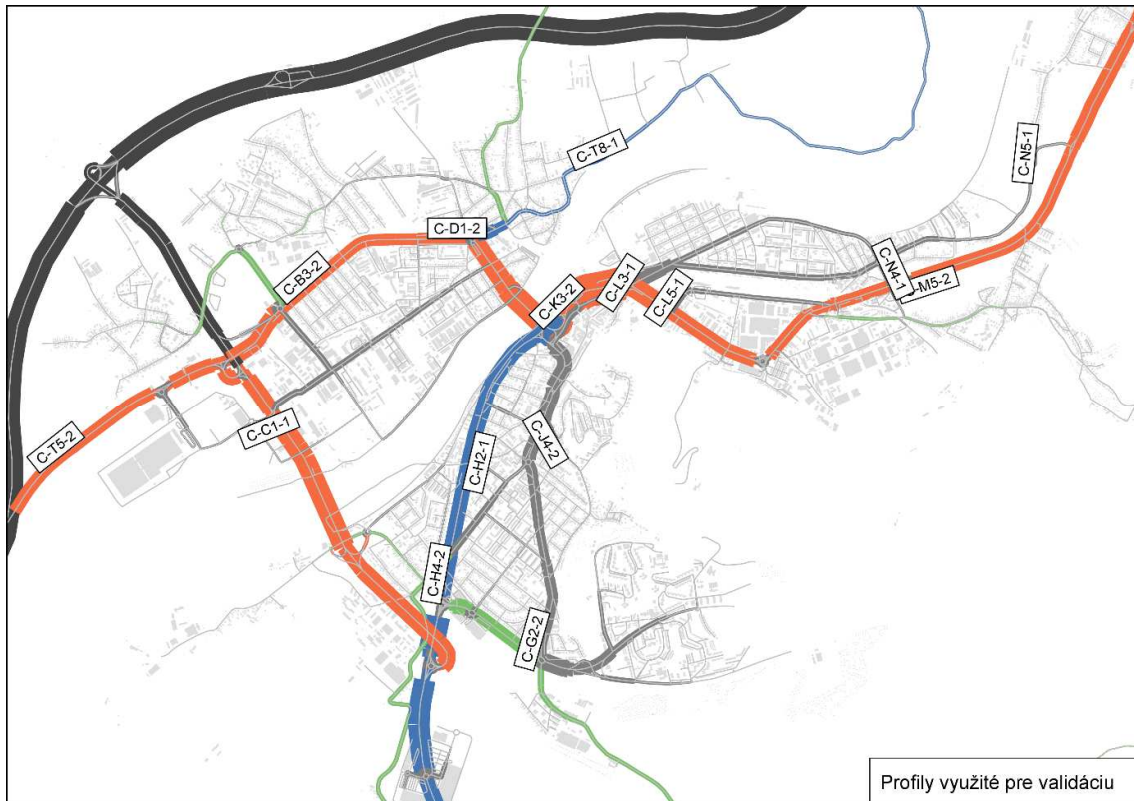 C-T8-1
C-N5-1
C-D1-2
C-B3-2
C-K3-2
C-L3-1
C-L5-1
C-N4-1
-M5-2
C-T5-2
C-C1-1
C-J4-2
C-H2-1
C-H4-2
C-G2-2
Profily využité pre validáciu